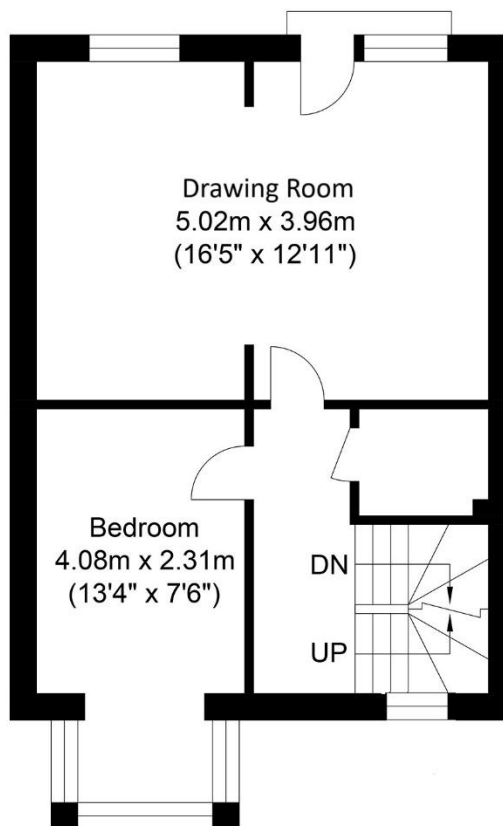 Drawing Room
5.02m x 3.96m
(16'5" x 12'11")
Bedroom
4.08m x 2.31m
(13'4" x 7'6")
DN
UP